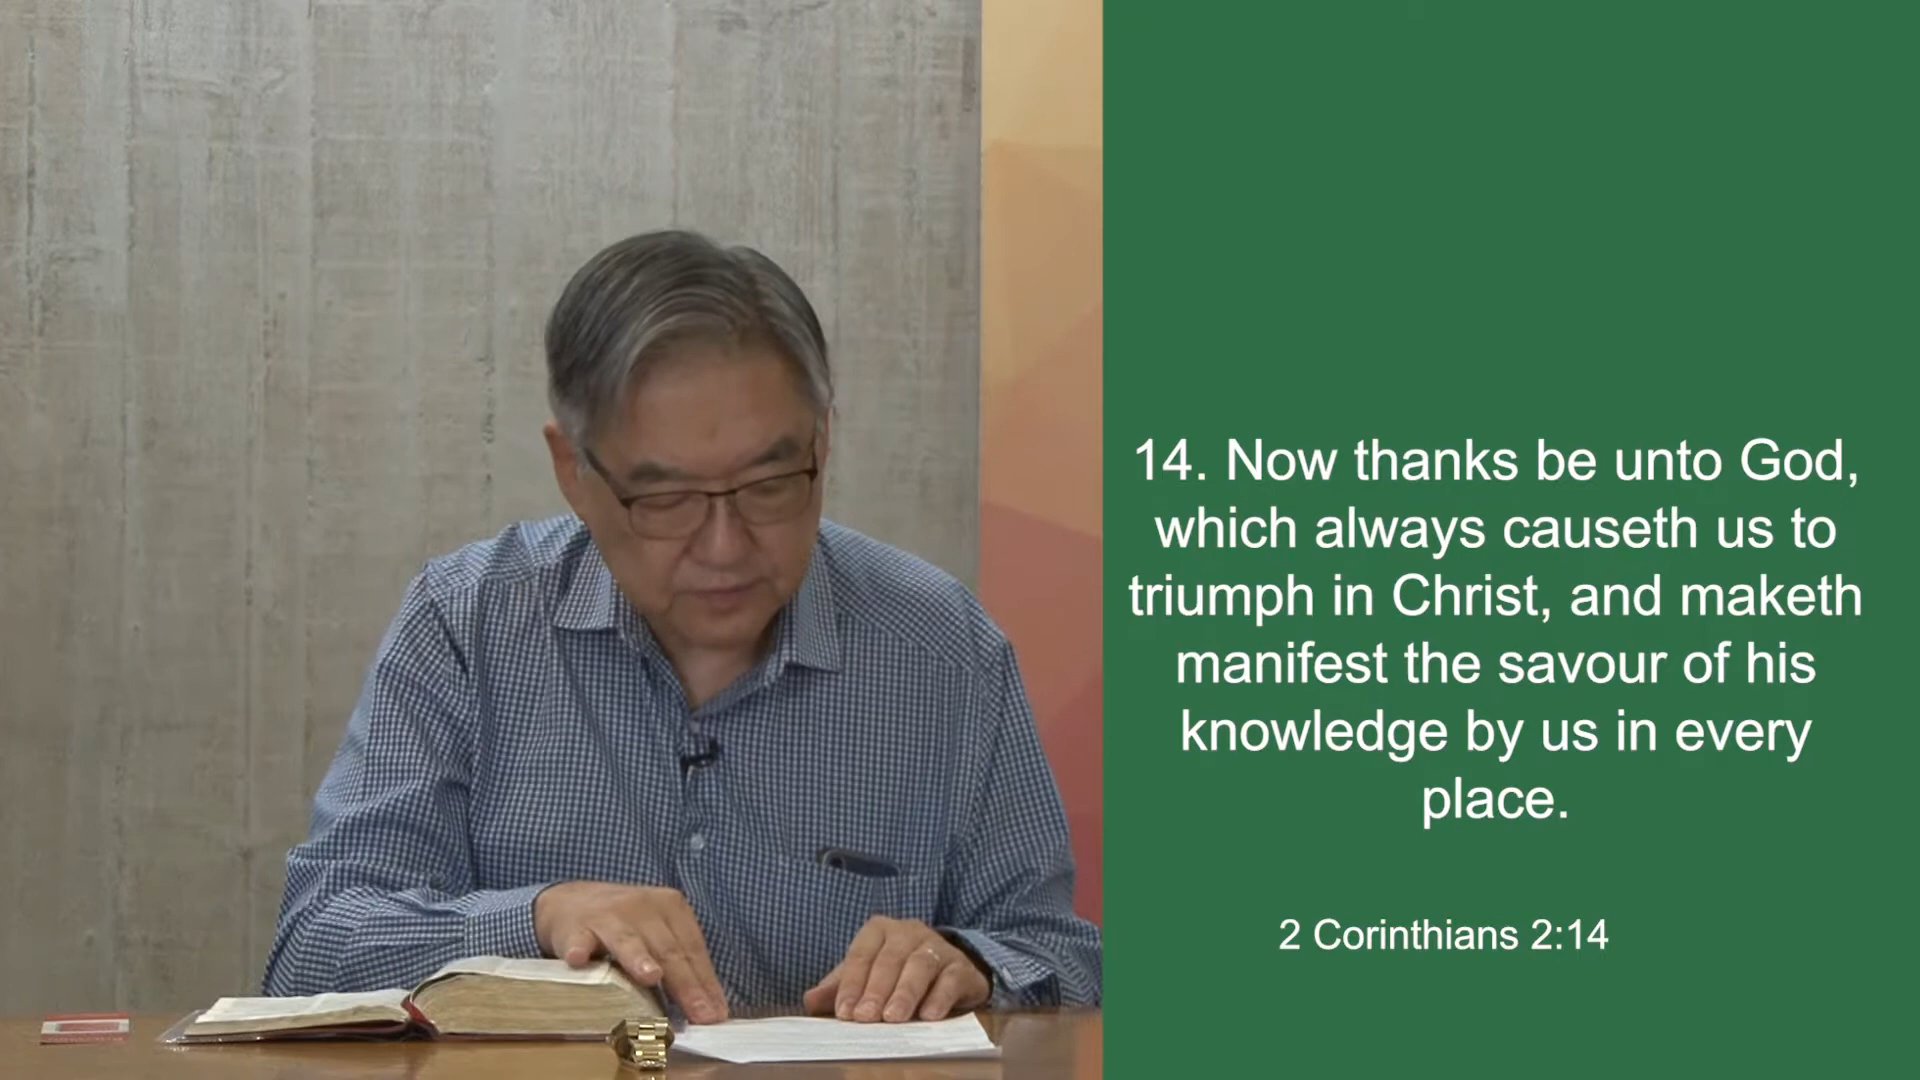 14. Now thanks be unto God,
which always causeth us to
triumph in Christ, and maketh
manifest the savour of his
knowledge by us in every
place.
2 Corinthians 2:14